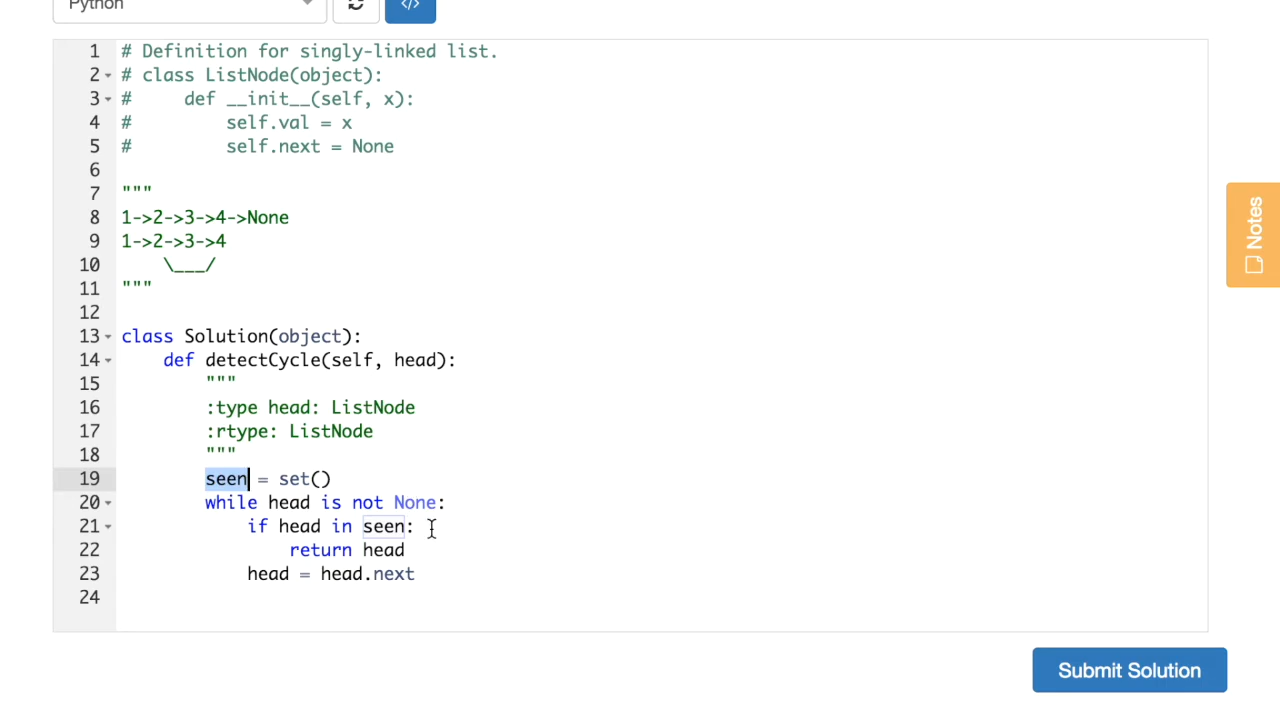 Python
</>
1 # Definition for singly-linked list.
2 # class ListNode(object):
3 #     def __init__(self, x):
4 #         self.val = x
5 #         self.next = None
6
7 """
8 1->2->3->4->None
9 1->2->3->4
10     \___/
11 """
12
13 class Solution(object):
14     def detectCycle(self, head):
15         """
16         :type head: ListNode
17         :rtype: ListNode
18         """
19         seen = set()
20         while head is not None:
21             if head in seen:
22                 return head
23             head = head.next
24
Notes
Submit Solution